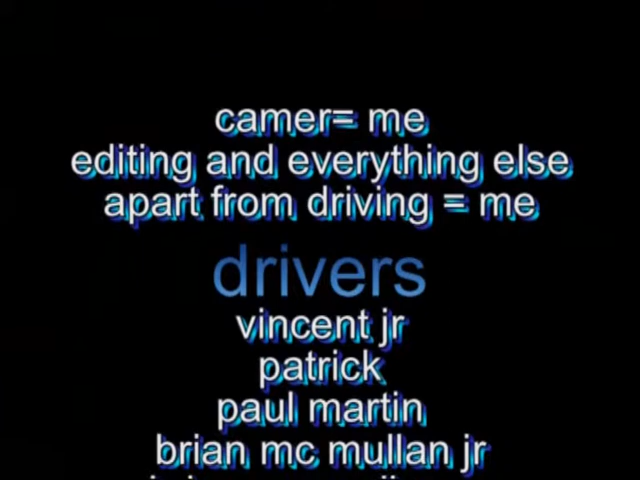 camer= me
editing and everything else
apart from driving = me
drivers
vincent jr
patrick
paul martin
brian mc mullan jr